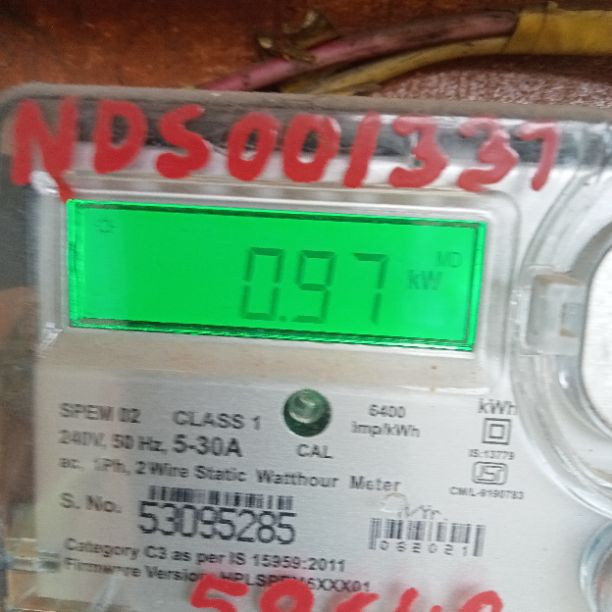 NDS001337
MD
0.97 kW
SPEM 02 CLASS 1 6400 kWh
240V, 50 Hz, 5-30A Imp/kWh
CAL IS:13779
ac, 1Ph, 2 Wire Static Watthour Meter
CM/L-9190783
S. No. 53095285
062021
Category C3 as per IS 15959:2011
Firmware Version